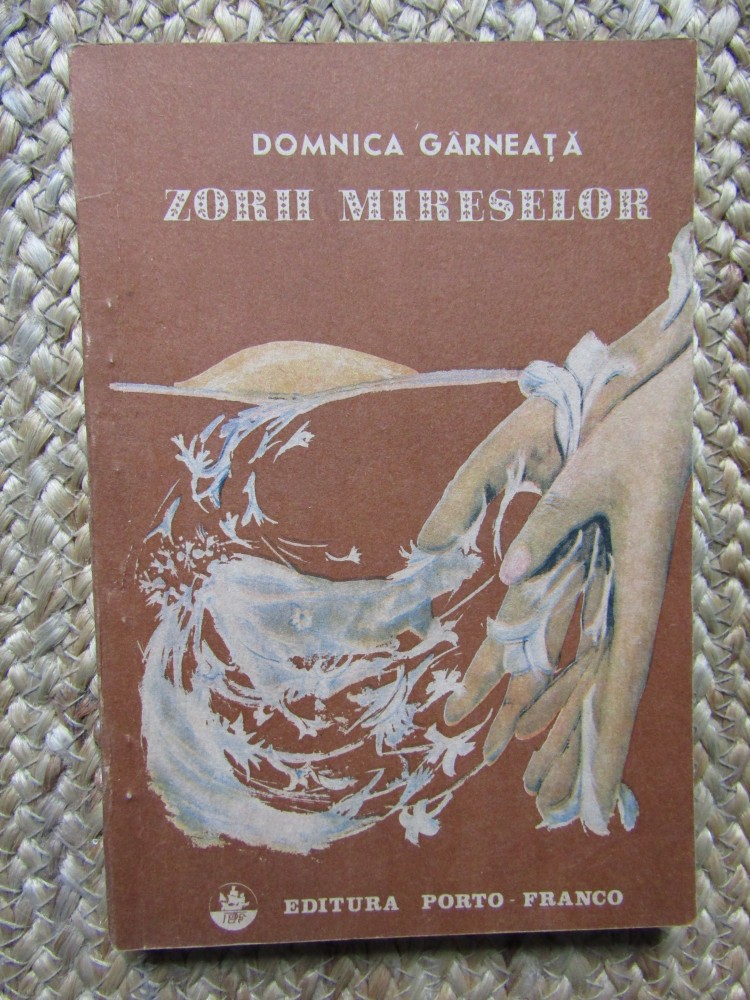 DOMNICA GÂRNEAȚĂ
ZORII MIRESELOR
EDITURA PORTO-FRANCO